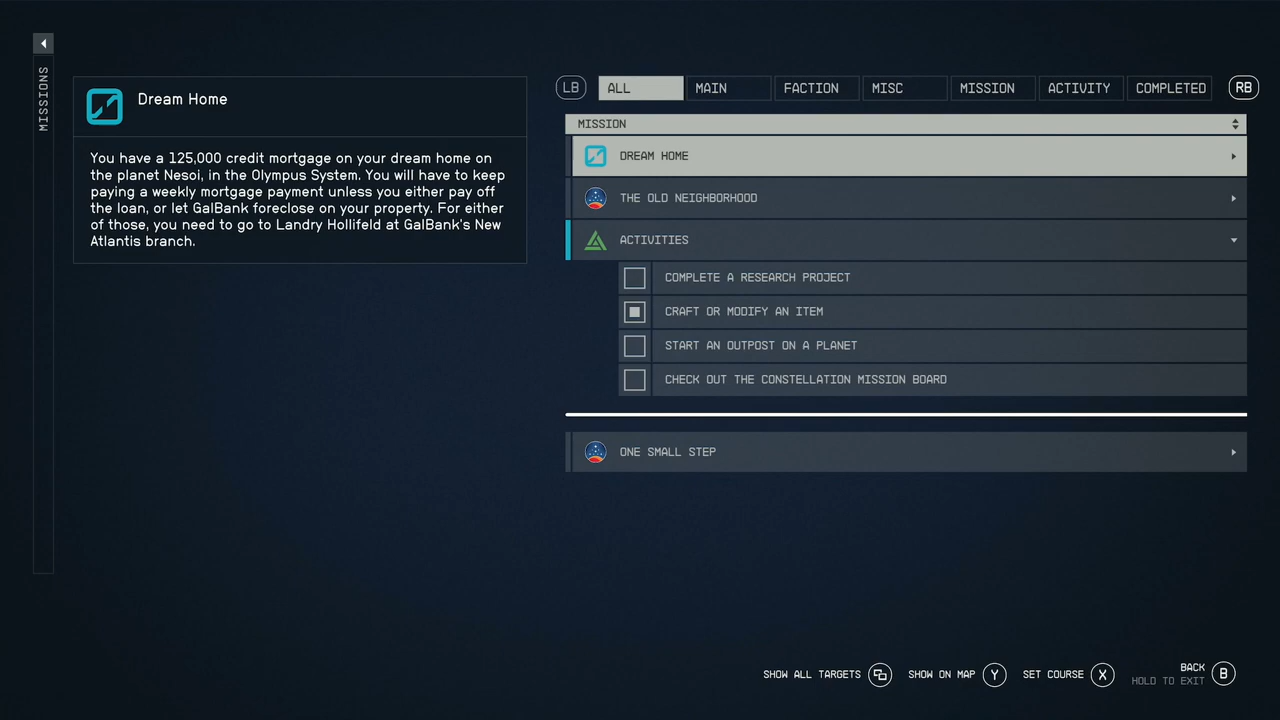 MISSIONS
Dream Home
You have a 125,000 credit mortgage on your dream home on
the planet Nesoi, in the Olympus System. You will have to keep
paying a weekly mortgage payment unless you either pay off
the loan, or let GalBank foreclose on your property. For either
of those, you need to go to Landry Hollifeld at GalBank's New
Atlantis branch.
LB ALL MAIN FACTION MISC MISSION ACTIVITY COMPLETED RB
MISSION
DREAM HOME
THE OLD NEIGHBORHOOD
ACTIVITIES
COMPLETE A RESEARCH PROJECT
CRAFT OR MODIFY AN ITEM
START AN OUTPOST ON A PLANET
CHECK OUT THE CONSTELLATION MISSION BOARD
ONE SMALL STEP
SHOW ALL TARGETS SHOW ON MAP Y SET COURSE X BACK B
HOLD TO EXIT